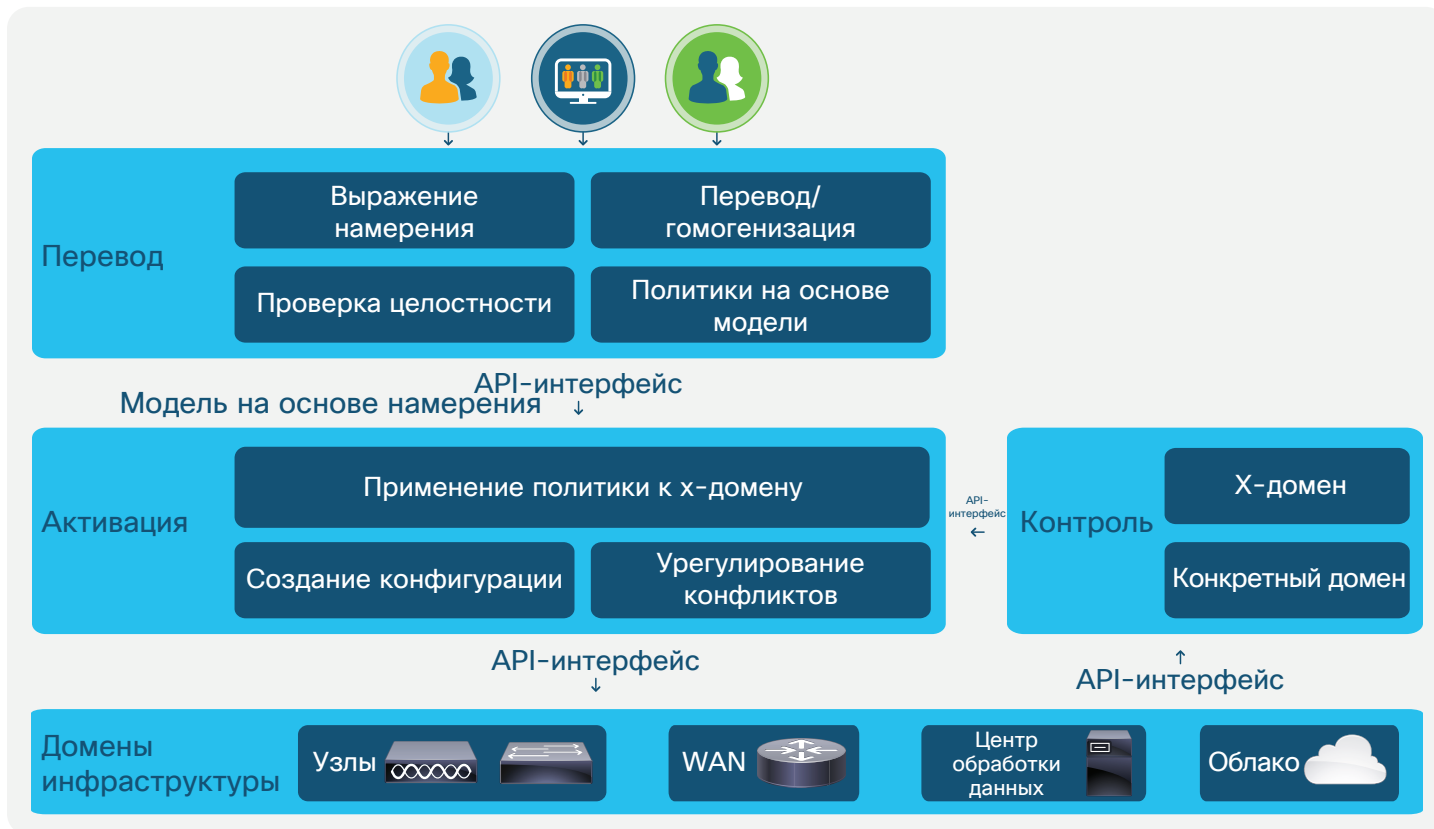 Перевод
Выражение
намерения
Перевод/
гомогенизация
Проверка целостности
Политики на основе
модели
API-интерфейс
Модель на основе намерения
Активация
Применение политики к х-домену
Создание конфигурации
Урегулирование
конфликтов
API-
интерфейс
Контроль
Х-домен
Конкретный домен
API-интерфейс
API-интерфейс
Домены
инфраструктуры
Узлы
WAN
Центр
обработки
данных
Облако